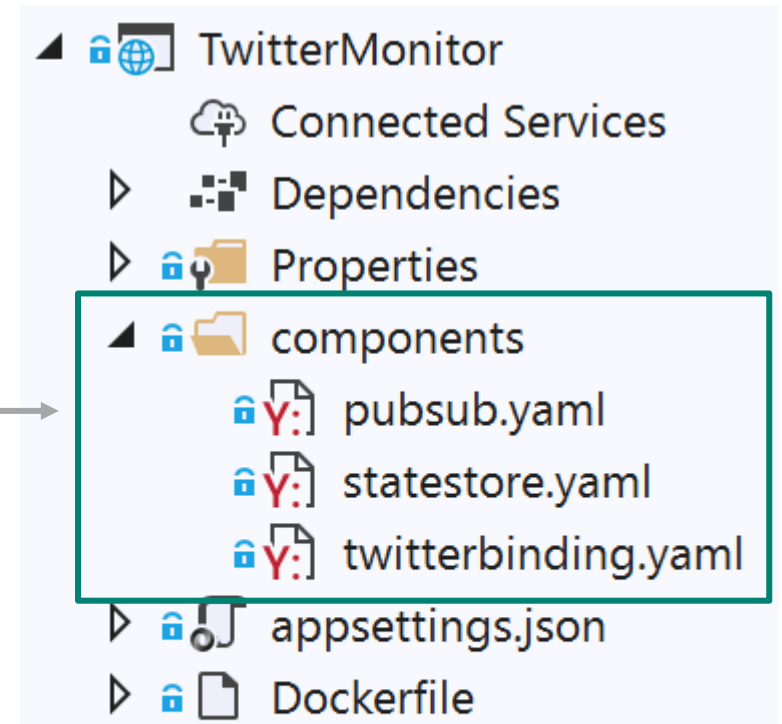 TwitterMonitor
Connected Services
Dependencies
Properties
components
pubsub.yaml
statestore.yaml
twitterbinding.yaml
appsettings.json
Dockerfile